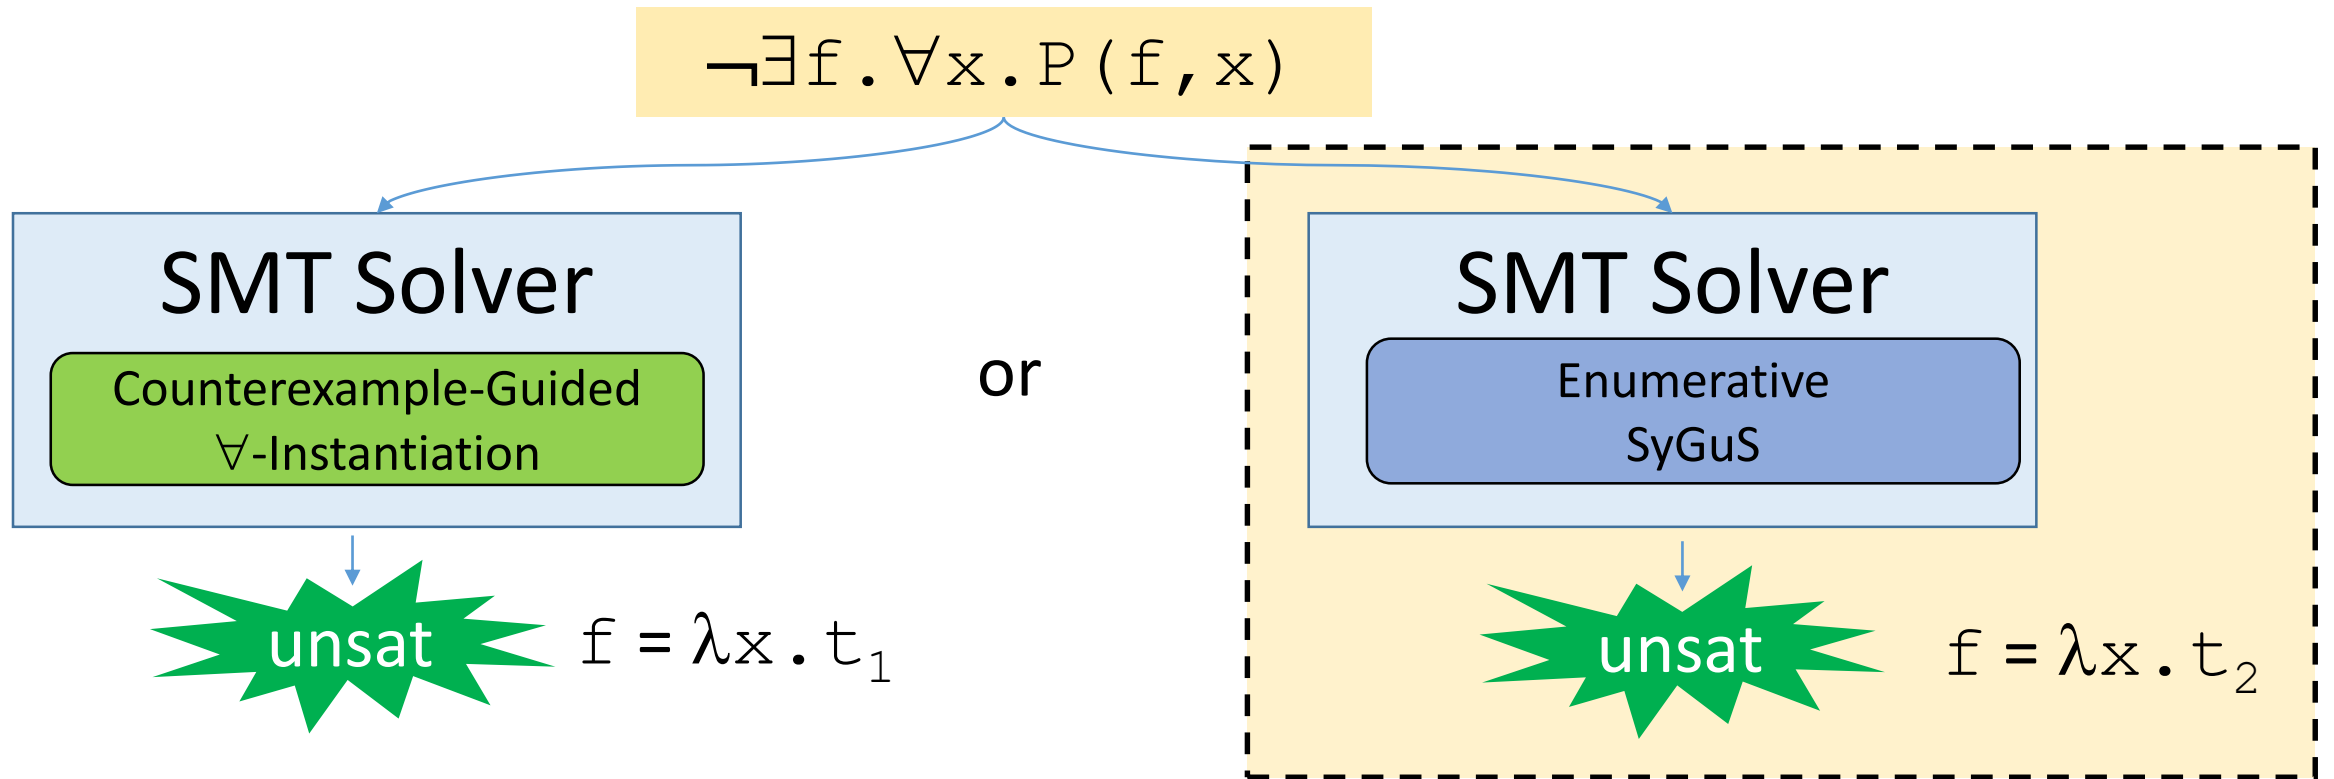 ¬∃f.∀x.P(f,x)
SMT Solver
Counterexample-Guided
∀-Instantiation
or
SMT Solver
Enumerative
SyGuS
unsat
f = λx.t₁
unsat
f = λx.t₂